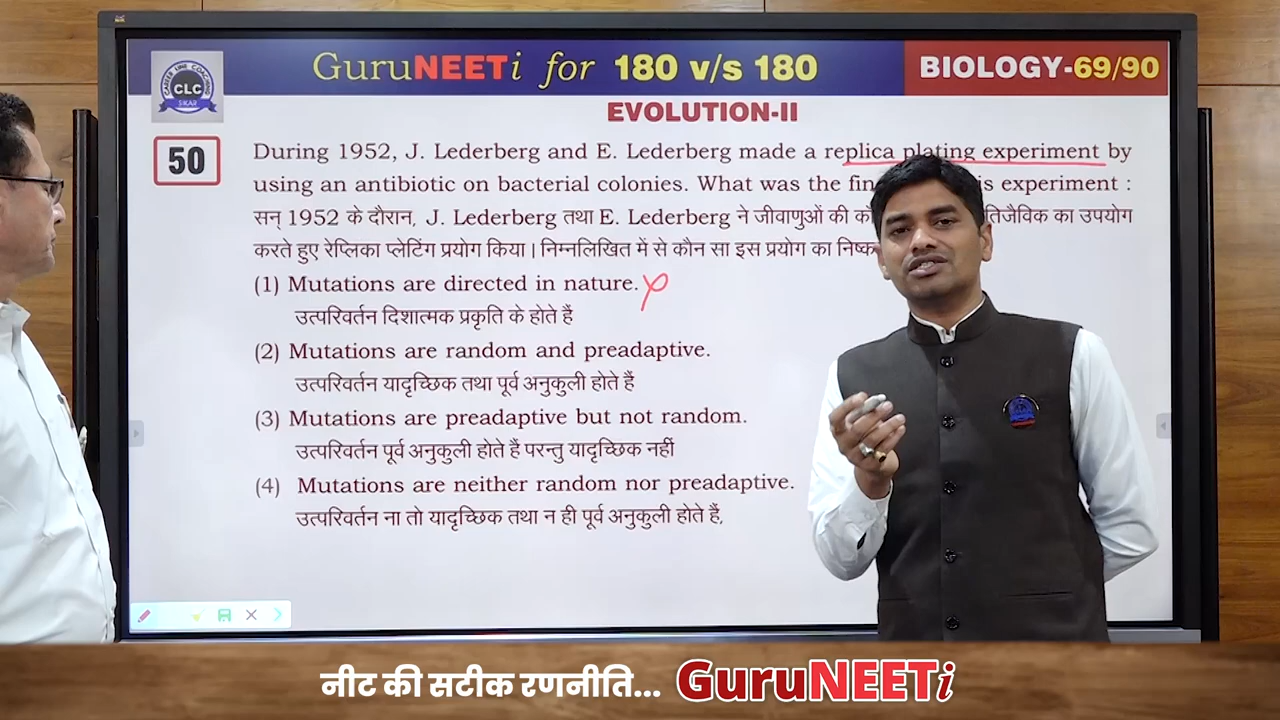 GuruNEETi for 180 v/s 180
BIOLOGY-69/90
CAREER LINE COACHING
CLC
SIKAR
EVOLUTION-II
50
During 1952, J. Lederberg and E. Lederberg made a replica plating experiment by
using an antibiotic on bacterial colonies. What was the experiment :
सन् 1952 के दौरान, J. Lederberg तथा E. Lederberg ने जीवाणुओं की का उपयोग
करते हुए रेप्लिका प्लेटिंग प्रयोग किया। निम्नलिखित में से कौन सा इस प्रयोग का
(1) Mutations are directed in nature.
उत्परिवर्तन दिशात्मक प्रकृति के होते हैं
(2) Mutations are random and preadaptive.
उत्परिवर्तन यादृच्छिक तथा पूर्व अनुकुली होते हैं
(3) Mutations are preadaptive but not random.
उत्परिवर्तन पूर्व अनुकुली होते हैं परन्तु यादृच्छिक नहीं
(4) Mutations are neither random nor preadaptive.
उत्परिवर्तन ना तो यादृच्छिक तथा न ही पूर्व अनुकुली होते हैं,
नीट की सटीक रणनीति... GuruNEETi